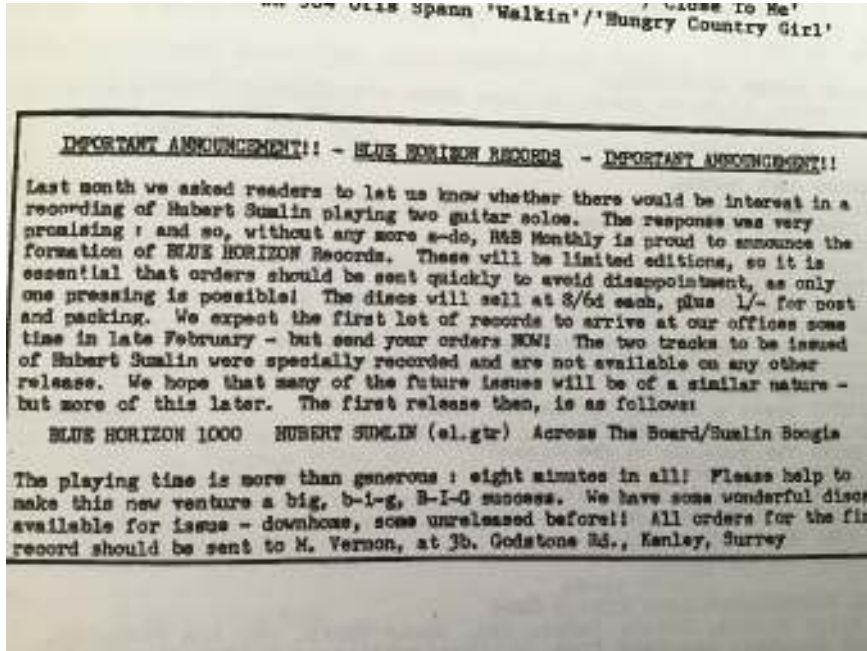 504 Otis Spann 'Walkin'/'Hungry Country Girl'
Close To Me'
IMPORTANT ANNOUNCEMENT!! - BLUE HORIZON RECORDS - IMPORTANT ANNOUNCEMENT!!
Last month we asked readers to let us know whether there would be interest in a
recording of Hubert Sumlin playing two guitar solos. The response was very
promising : and so, without any more a-do, R&B Monthly is proud to announce the
formation of BLUE HORIZON Records. These will be limited editions, so it is
essential that orders should be sent quickly to avoid disappointment, as only
one pressing is possible! The discs will sell at 8/6d each, plus 1/- for post
and packing. We expect the first lot of records to arrive at our offices some
time in late February - but send your orders NOW! The two tracks to be issued
of Hubert Sumlin were specially recorded and are not available on any other
release. We hope that many of the future issues will be of a similar nature -
but more of this later. The first release then, is as follows:
BLUE HORIZON 1000 HUBERT SUMLIN (el.gtr) Across The Board/Sumlin Boogie
The playing time is more than generous : eight minutes in all! Please help to
make this new venture a big, b-i-g, B-I-G success. We have some wonderful disc
available for issue - downhome, some unreleased before!! All orders for the fir
record should be sent to M. Vernon, at 3b. Godstone Rd., Kenley, Surrey